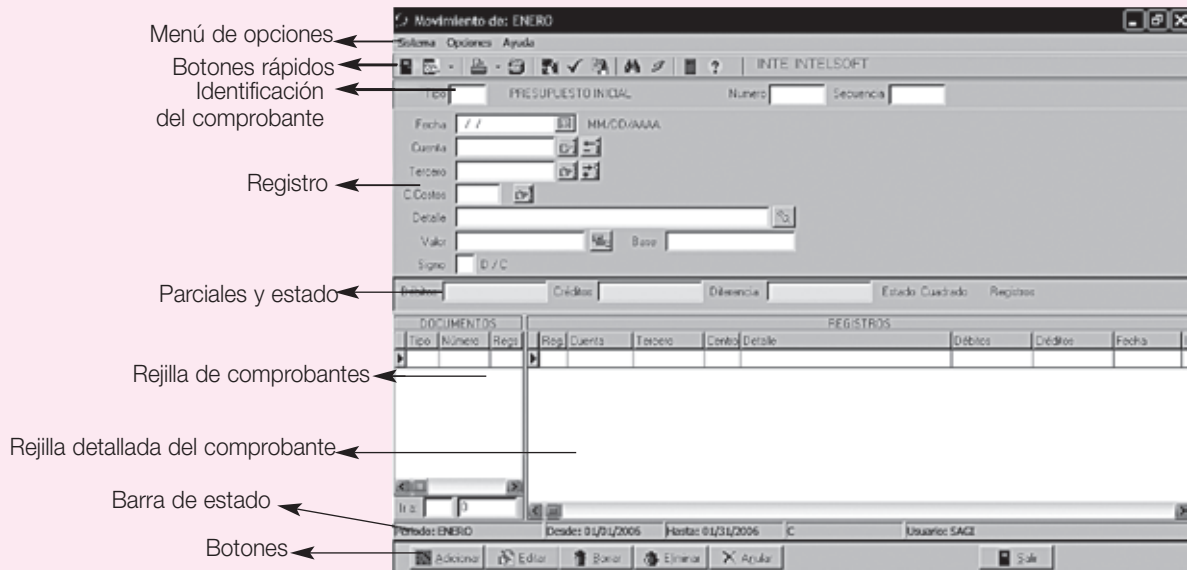 Movimiento de: ENERO
Menú de opciones
Sistema Opciones Ayuda
Botones rápidos
INTE INTELSOFT
Identificación
del comprobante
Tipo PRESUPUESTO INICIAL Numero Secuencia
Fecha / / MM/DD/AAAA
Cuenta
Tercero
Registro
C.Costos
Detalle
Valor Base
Signo D / C
Parciales y estado
Débitos Créditos Diferencia Estado Cuadrado Registros
DOCUMENTOS REGISTROS
Tipo Número Regs Reg Cuenta Tercero Centro Detalle Débitos Créditos Fecha
Rejilla de comprobantes
Rejilla detallada del comprobante
Ir a: 0
Barra de estado
Periodo: ENERO Desde: 01/01/2006 Hasta: 01/31/2006 C Usuario: SAGI
Botones
Adicionar Editar Borrar Eliminar Anular Salir